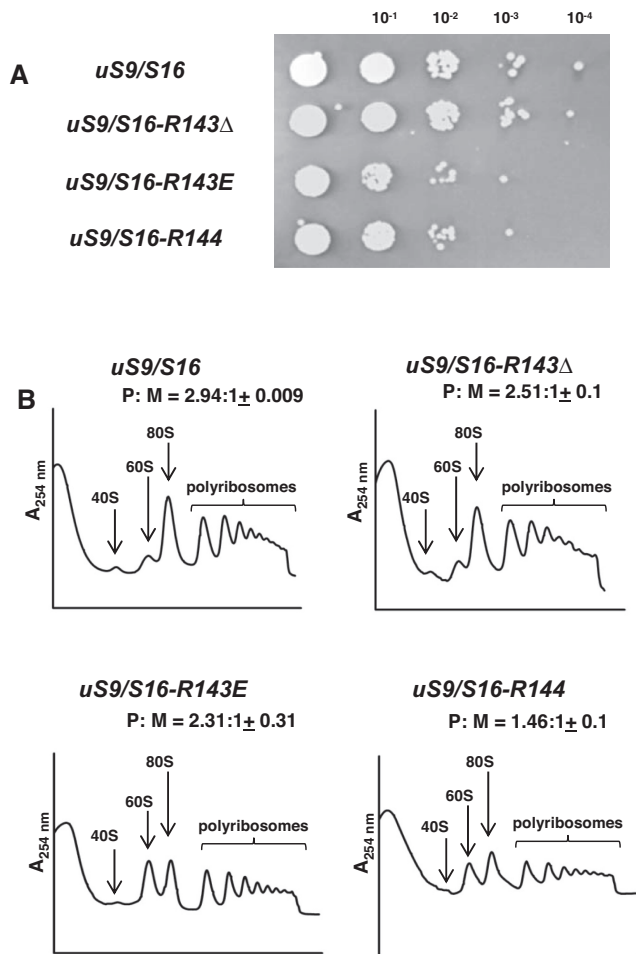 10-1 10-2 10-3 10-4
A
uS9/S16
uS9/S16-R143Δ
uS9/S16-R143E
uS9/S16-R144
B
uS9/S16
P: M = 2.94:1± 0.009
80S
60S
40S
polyribosomes
A254 nm
uS9/S16-R143Δ
P: M = 2.51:1± 0.1
80S
60S
40S
polyribosomes
A254 nm
uS9/S16-R143E
P: M = 2.31:1± 0.31
80S
60S
40S
polyribosomes
A254 nm
uS9/S16-R144
P: M = 1.46:1± 0.1
80S
60S
40S
polyribosomes
A254 nm